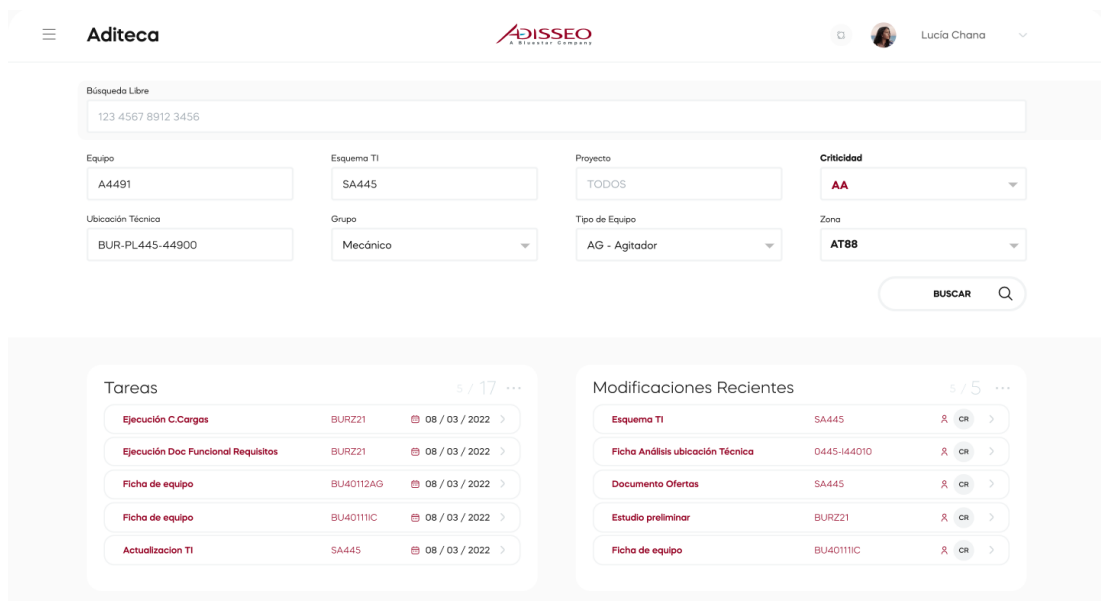 Aditeca
ADISSEO
A Bluestar Company
Lucía Chana
Búsqueda Libre
123 4567 8912 3456
Equipo Esquema TI Proyecto Criticidad
A4491 SA445 TODOS AA
Ubicación Técnica Grupo Tipo de Equipo Zona
BUR-PL445-44900 Mecánico AG - Agitador AT88
BUSCAR
Tareas 5 / 17 ...
Ejecución C.Cargas BURZ21 08 / 03 / 2022
Ejecución Doc Funcional Requisitos BURZ21 08 / 03 / 2022
Ficha de equipo BU40112AG 08 / 03 / 2022
Ficha de equipo BU40111IC 08 / 03 / 2022
Actualizacion TI SA445 08 / 03 / 2022
Modificaciones Recientes 5 / 5 ...
Esquema TI SA445 CR
Ficha Análisis ubicación Técnica 0445-I44010 CR
Documento Ofertas SA445 CR
Estudio preliminar BURZ21 CR
Ficha de equipo BU40111IC CR